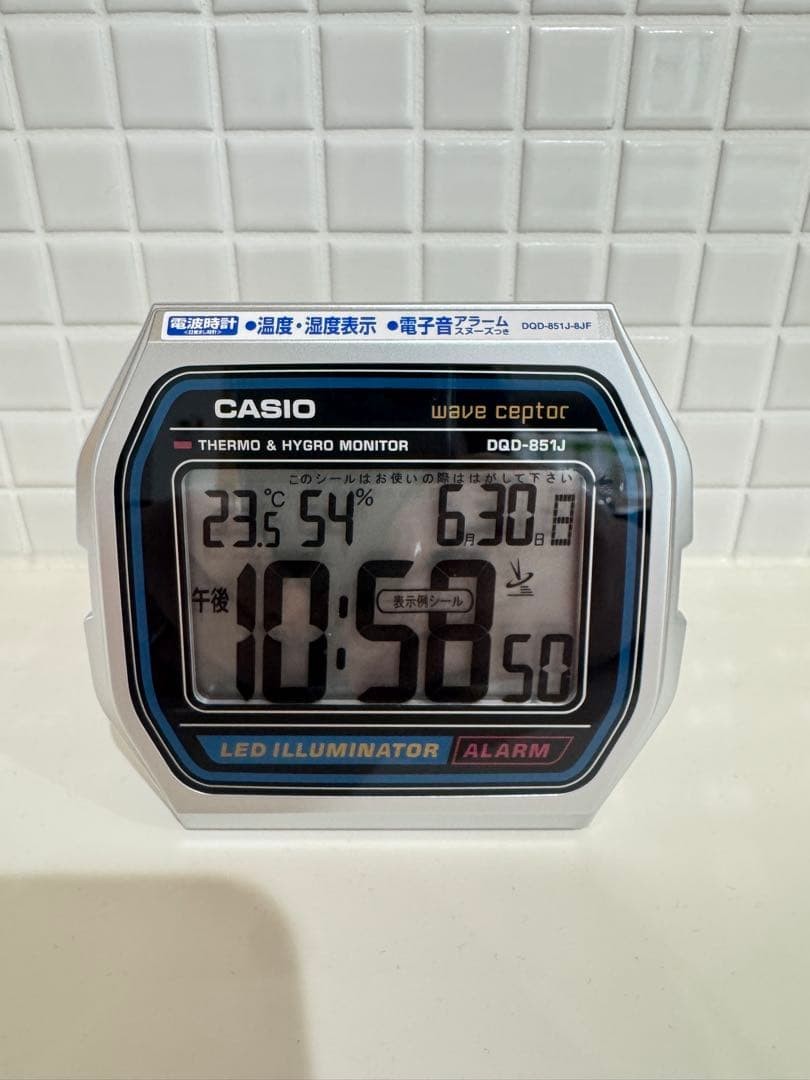 電波時計 ●温度・湿度表示 ●電子音アラーム スヌーズつき DQD-851J-8JF
CASIO wave ceptor
THERMO & HYGRO MONITOR DQD-851J
このシールはお使いの際ははがして下さい
23.5℃ 54% 6月30日
午後 10:58 50
表示例シール
LED ILLUMINATOR ALARM